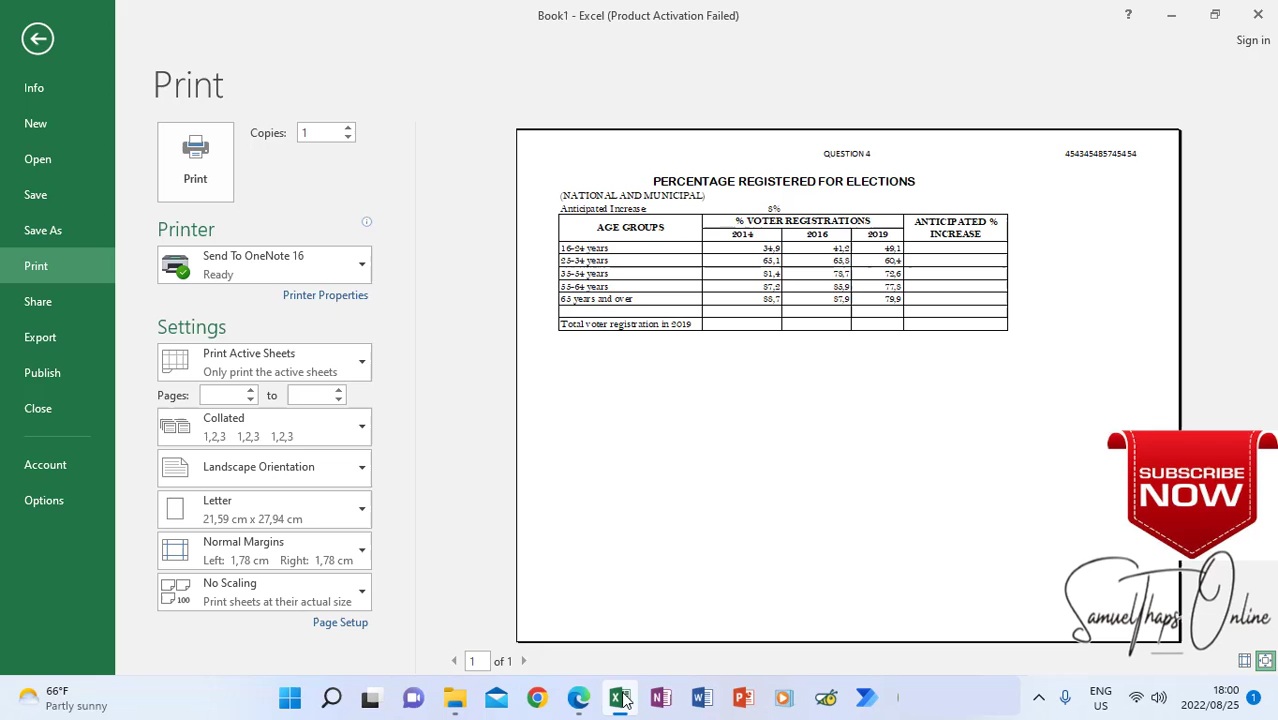 Book1 - Excel (Product Activation Failed)
?
Sign in
Info
New
Open
Save
Save As
Print
Share
Export
Publish
Close
Account
Options
Print
Print
Copies: 1
Printer
Send To OneNote 16
Ready
Printer Properties
Settings
Print Active Sheets
Only print the active sheets
Pages: to
Collated
1,2,3 1,2,3 1,2,3
Landscape Orientation
Letter
21,59 cm x 27,94 cm
Normal Margins
Left: 1,78 cm Right: 1,78 cm
No Scaling
Print sheets at their actual size
100
Page Setup
QUESTION 4 454345485745454
PERCENTAGE REGISTERED FOR ELECTIONS
(NATIONAL AND MUNICIPAL)
Anticipated Increase 8%
AGE GROUPS % VOTER REGISTRATIONS ANTICIPATED % INCREASE
2014 2016 2019
16-24 years 34,9 41,2 49,1
25-34 years 65,1 65,8 60,4
35-54 years 81,4 78,7 72,6
55-64 years 87,2 85,9 77,8
65 years and over 88,7 87,9 79,9
Total voter registration in 2019
1 of 1
SUBSCRIBE
NOW
SamuelThaps Online
66°F
Partly sunny
ENG
US
18:00
2022/08/25
1